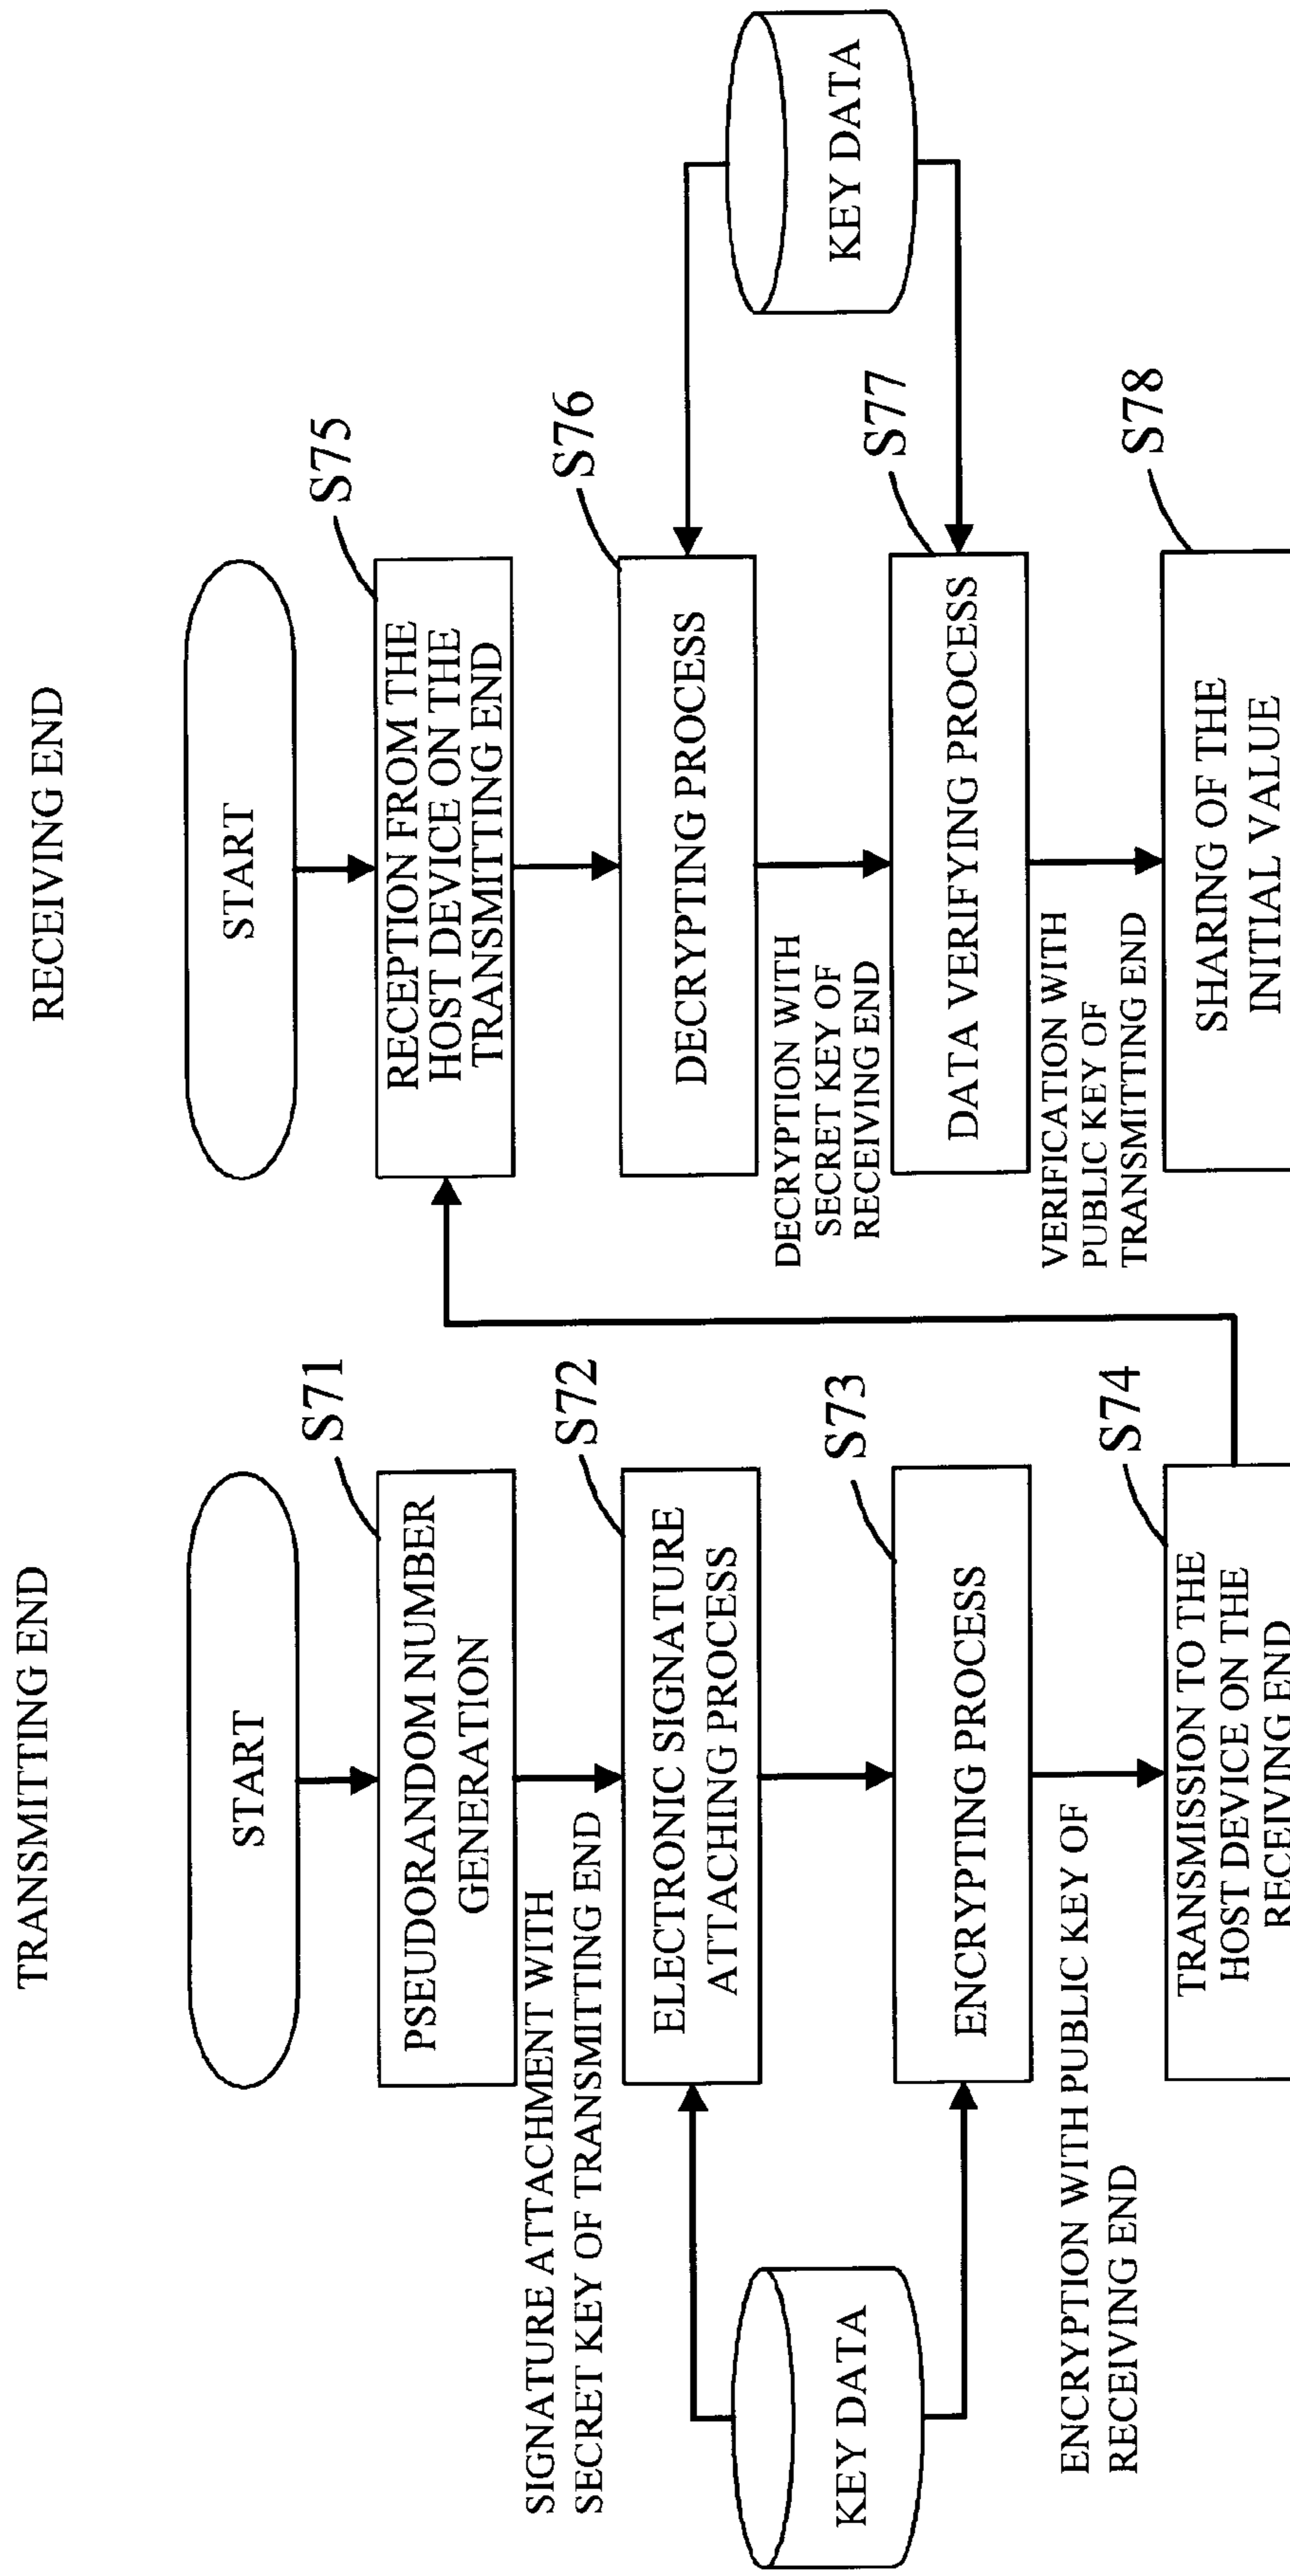 TRANSMITTING END
START
S71
PSEUDORANDOM NUMBER
GENERATION
SIGNATURE ATTACHMENT WITH
SECRET KEY OF TRANSMITTING END
S72
ELECTRONIC SIGNATURE
ATTACHING PROCESS
KEY DATA
S73
ENCRYPTING PROCESS
ENCRYPTION WITH PUBLIC KEY OF
RECEIVING END
S74
TRANSMISSION TO THE
HOST DEVICE ON THE
RECEIVING END
RECEIVING END
START
S75
RECEPTION FROM THE
HOST DEVICE ON THE
TRANSMITTING END
S76
DECRYPTING PROCESS
DECRYPTION WITH
SECRET KEY OF
RECEIVING END
KEY DATA
S77
DATA VERIFYING PROCESS
VERIFICATION WITH
PUBLIC KEY OF
TRANSMITTING END
S78
SHARING OF THE
INITIAL VALUE